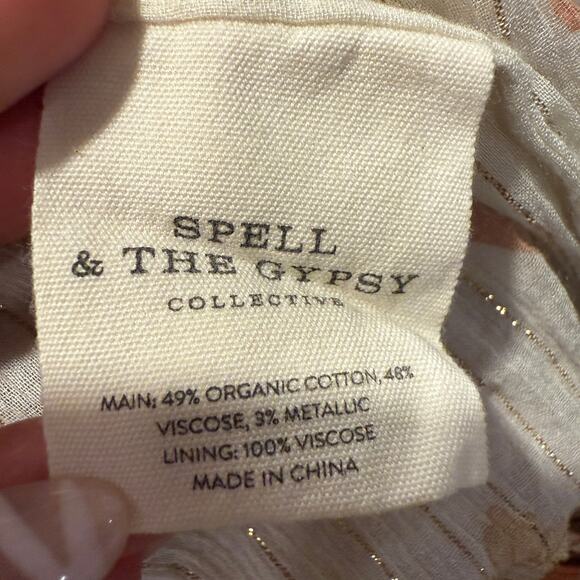 SPELL
& THE GYPSY
COLLECTIVE
MAIN: 49% ORGANIC COTTON, 48%
VISCOSE, 3% METALLIC
LINING: 100% VISCOSE
MADE IN CHINA